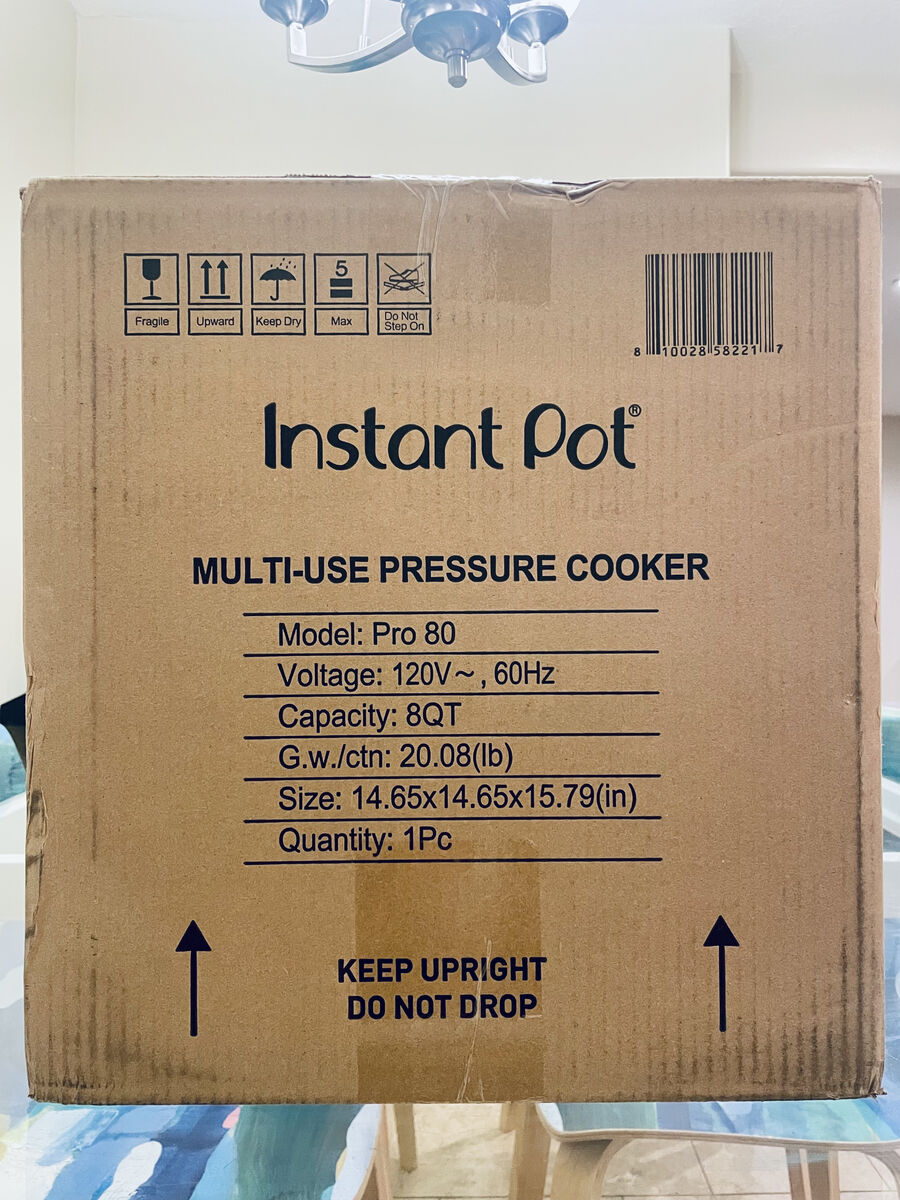 5
Fragile
Upward
Keep Dry
Max
Do Not
Step On
8 10028 58221 7
Instant Pot®
MULTI-USE PRESSURE COOKER
Model: Pro 80
Voltage: 120V~, 60Hz
Capacity: 8QT
G.w./ctn: 20.08(lb)
Size: 14.65x14.65x15.79(in)
Quantity: 1Pc
KEEP UPRIGHT
DO NOT DROP